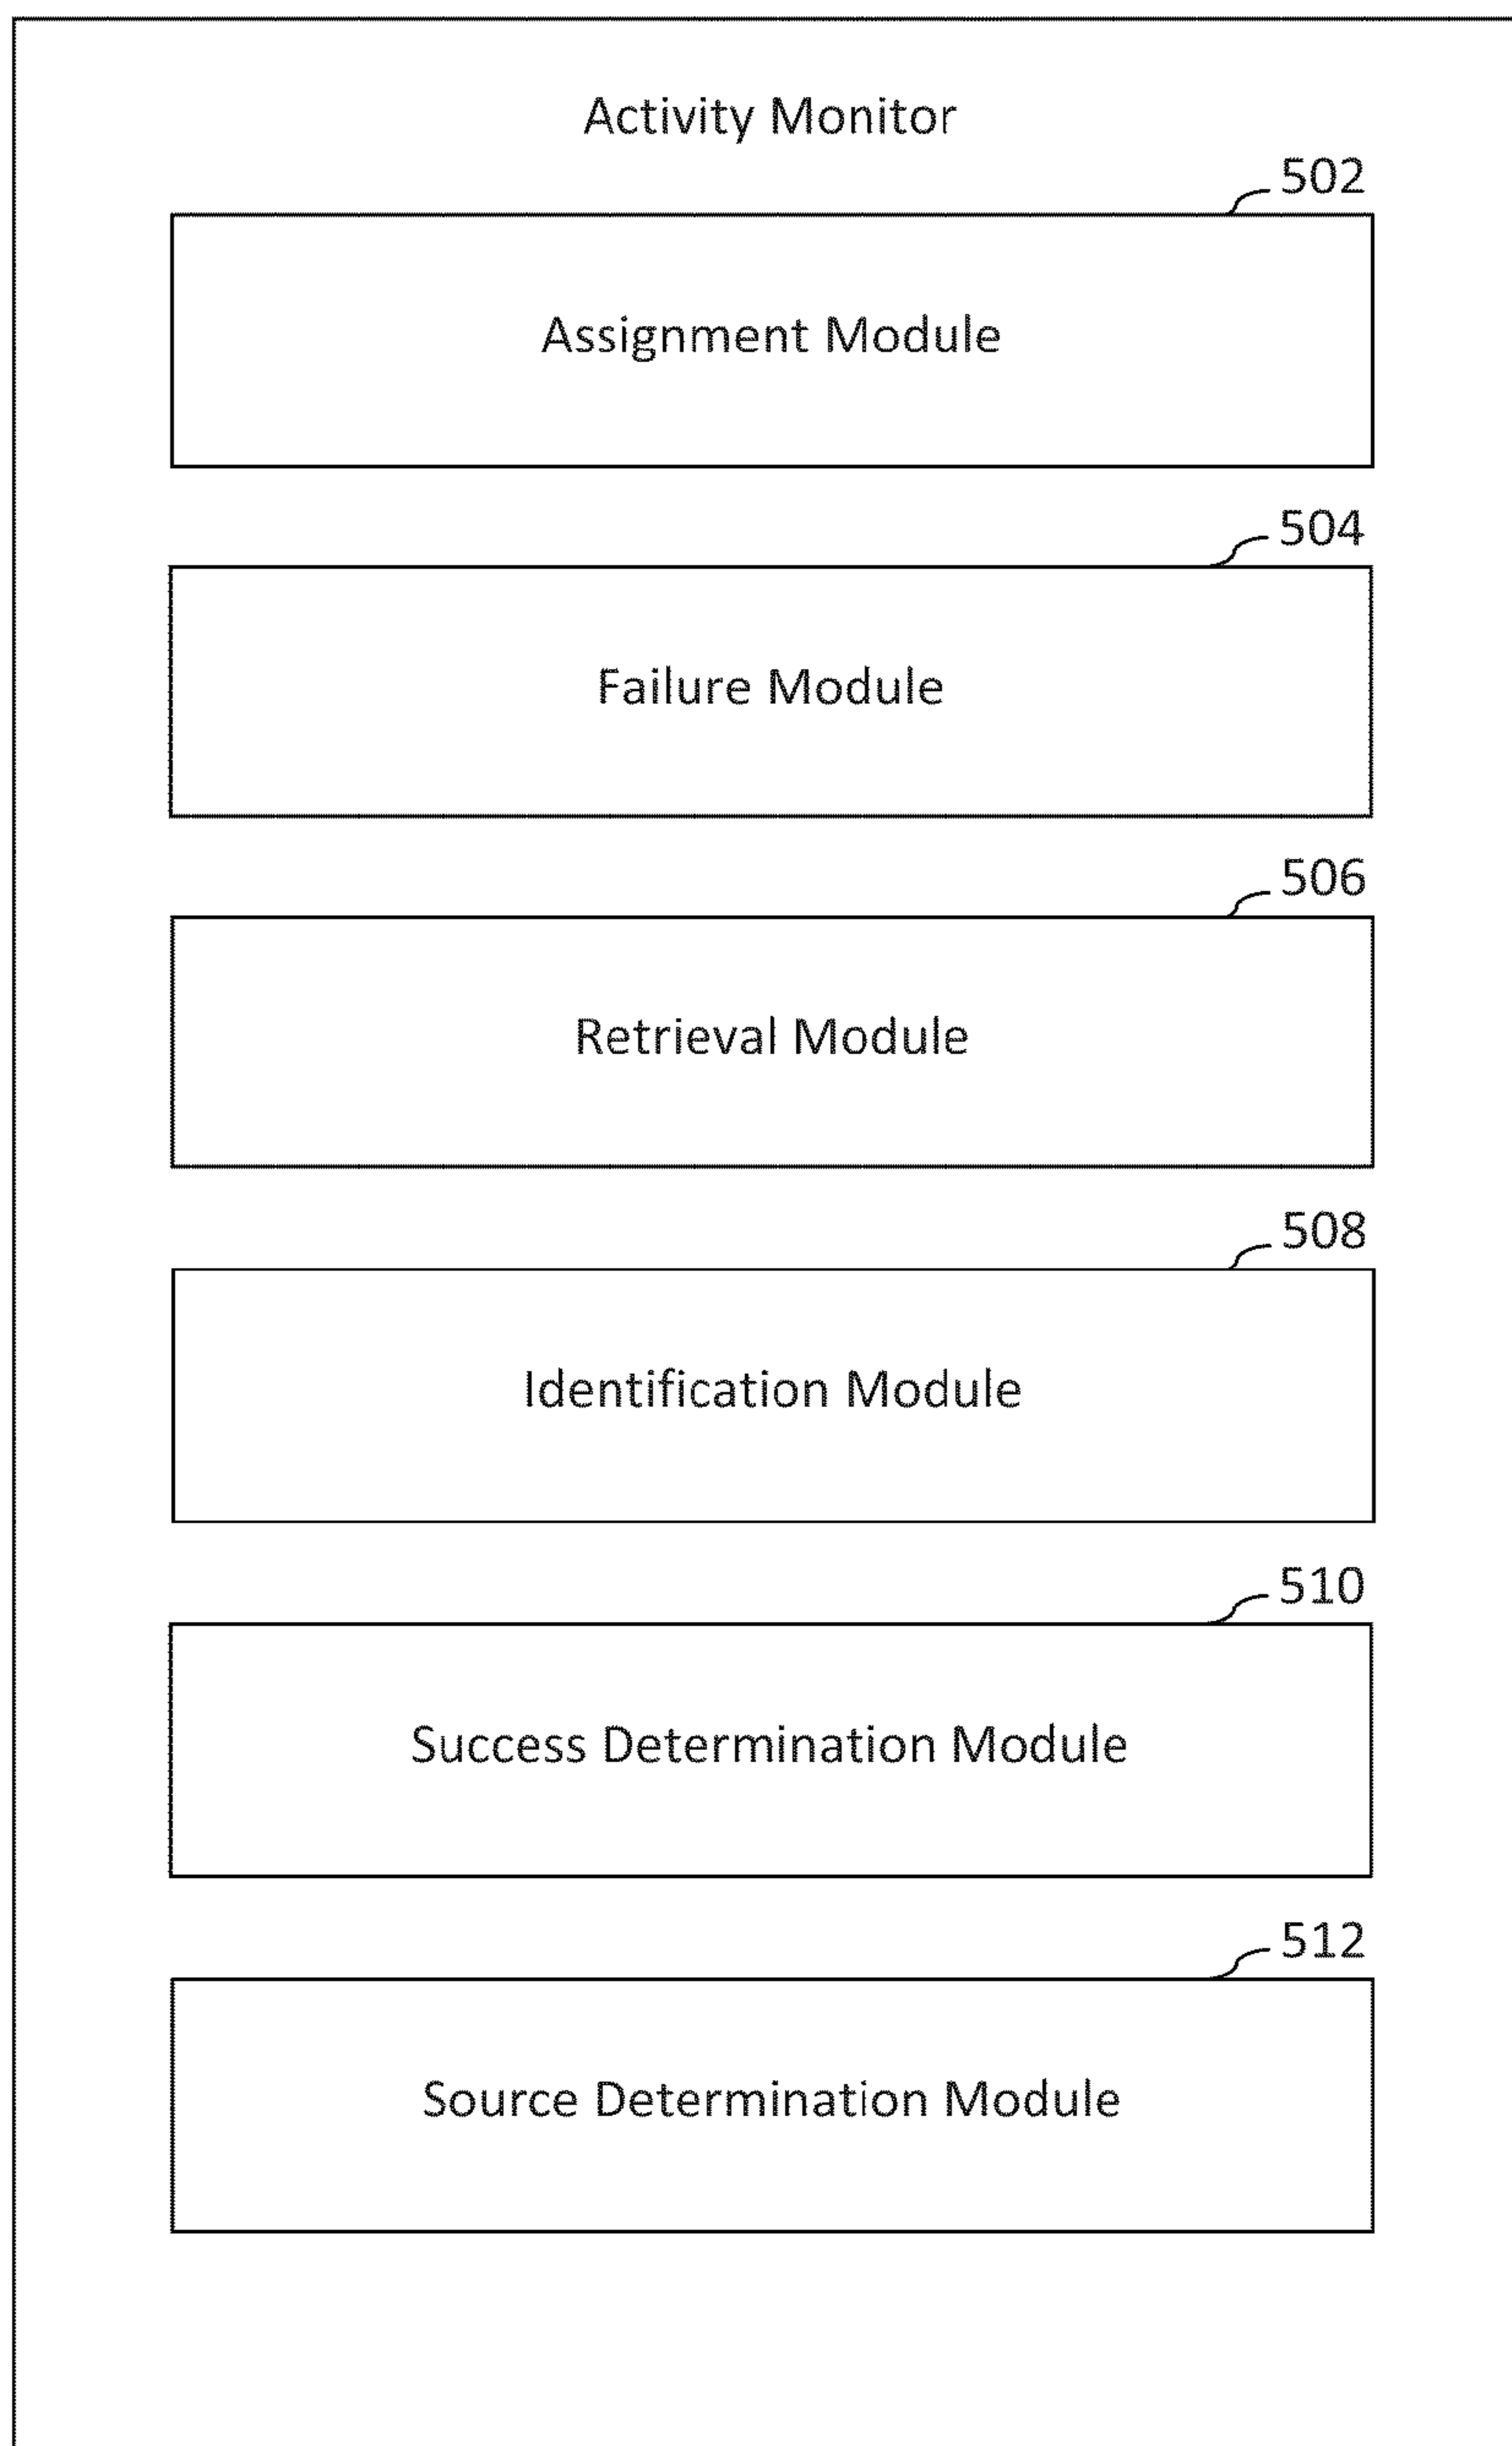 Activity Monitor
502
Assignment Module
504
Failure Module
506
Retrieval Module
508
Identification Module
510
Success Determination Module
512
Source Determination Module